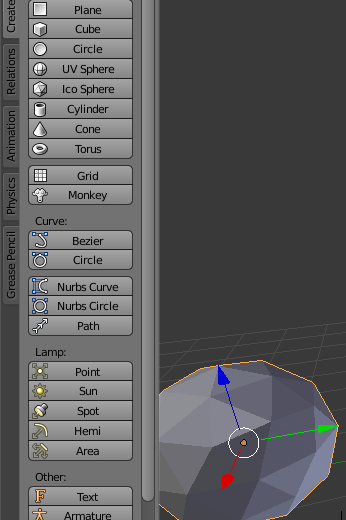 Create
Relations
Animation
Physics
Grease Pencil
Plane
Cube
Circle
UV Sphere
Ico Sphere
Cylinder
Cone
Torus
Grid
Monkey
Curve:
Bezier
Circle
Nurbs Curve
Nurbs Circle
Path
Lamp:
Point
Sun
Spot
Hemi
Area
Other:
Text
Armature